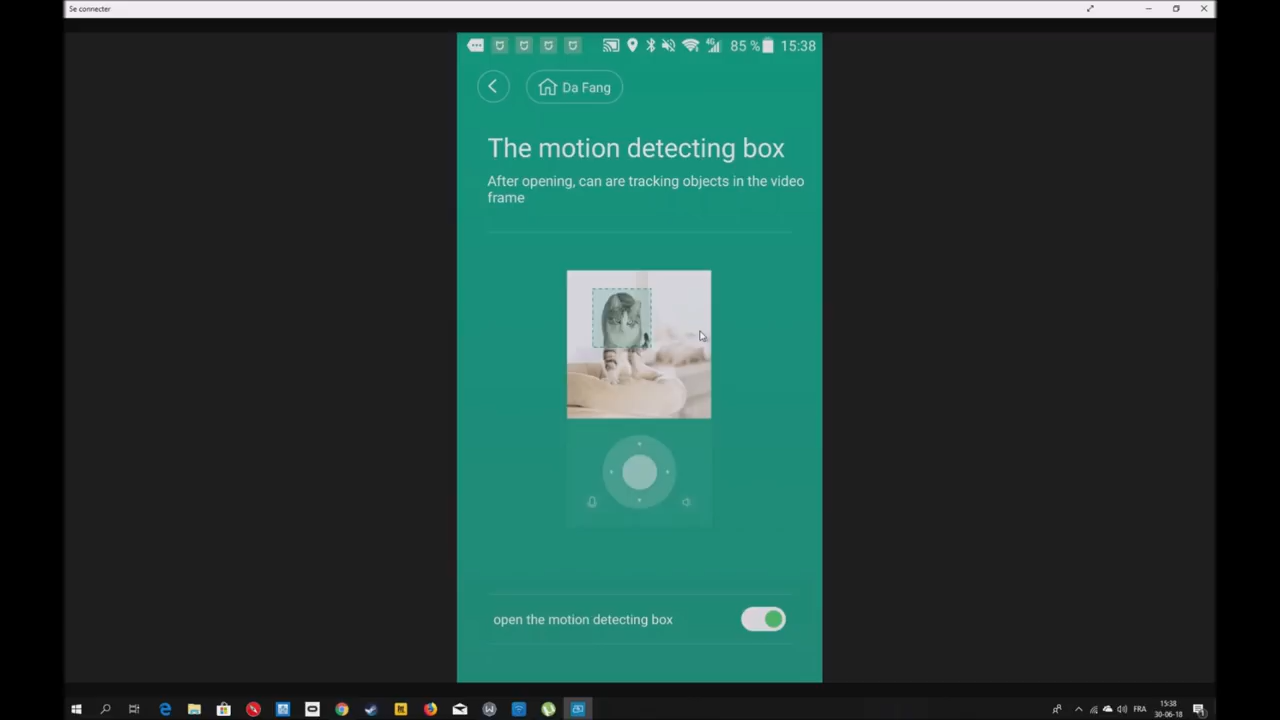 Se connecter
85 % 15:38
4G
Da Fang
The motion detecting box
After opening, can are tracking objects in the video
frame
open the motion detecting box
FRA
15:38
30-06-18